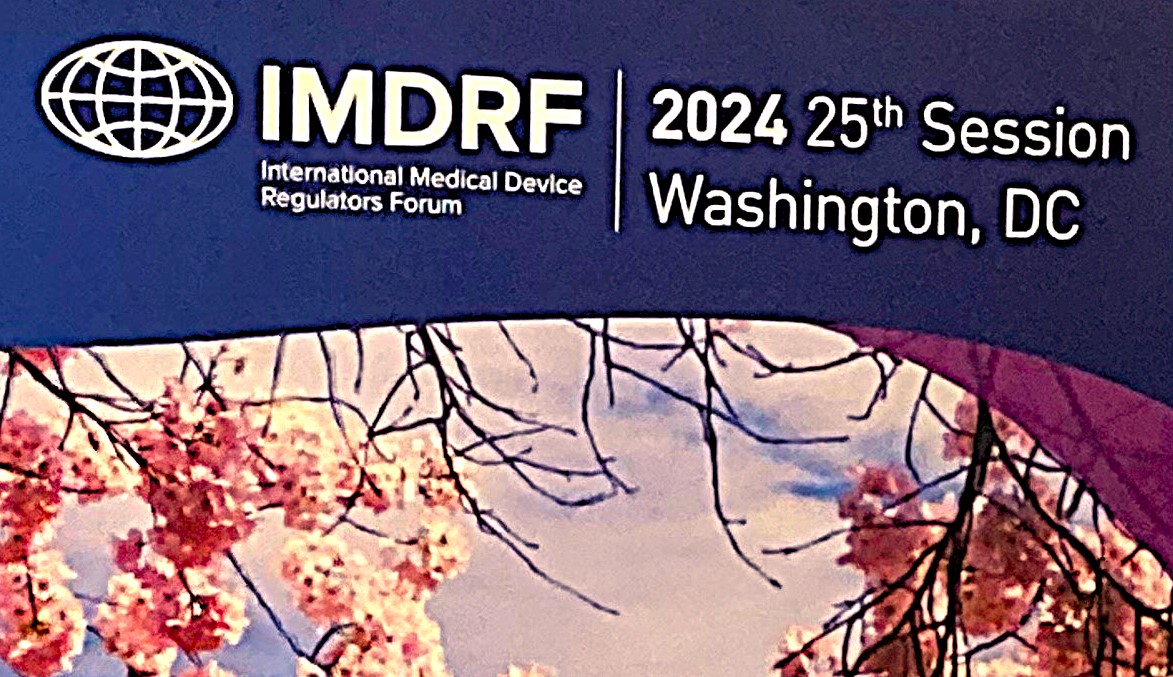 IMDRF
International Medical Device
Regulators Forum
2024 25th Session
Washington, DC